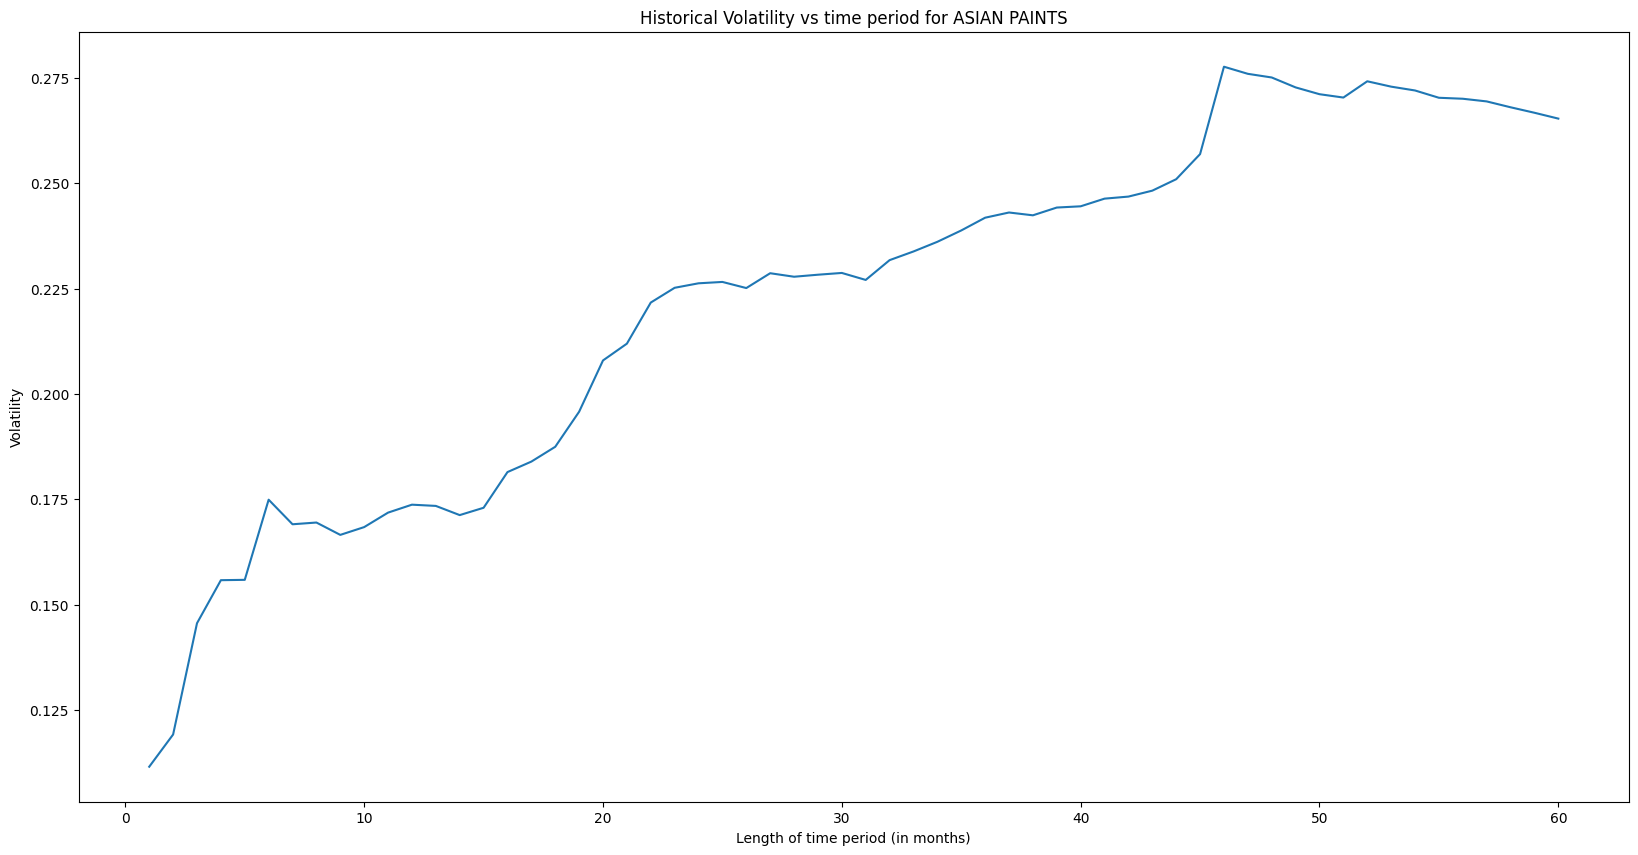 Historical Volatility vs time period for ASIAN PAINTS
0.275
0.250
0.225
0.200
0.175
0.150
0.125
Volatility
0 10 20 30 40 50 60
Length of time period (in months)